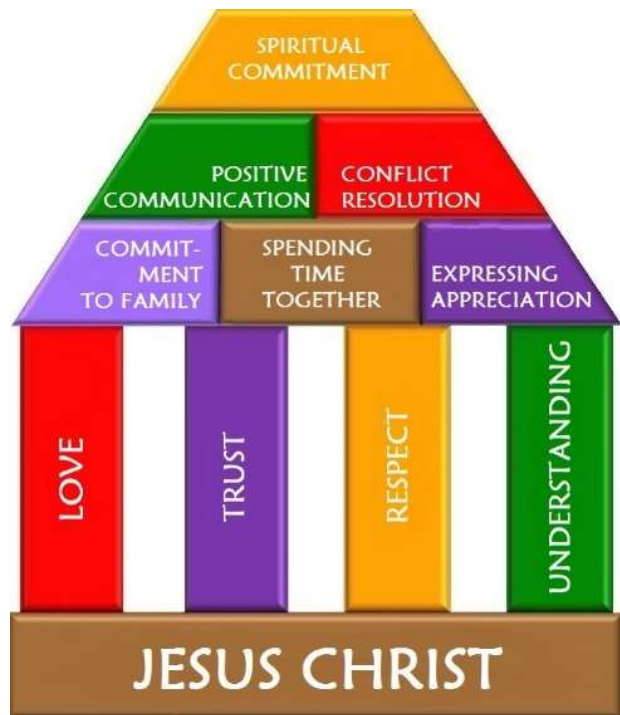 SPIRITUAL
COMMITMENT
POSITIVE
COMMUNICATION
CONFLICT
RESOLUTION
COMMIT-
MENT
TO FAMILY
SPENDING
TIME
TOGETHER
EXPRESSING
APPRECIATION
LOVE
TRUST
RESPECT
UNDERSTANDING
JESUS CHRIST